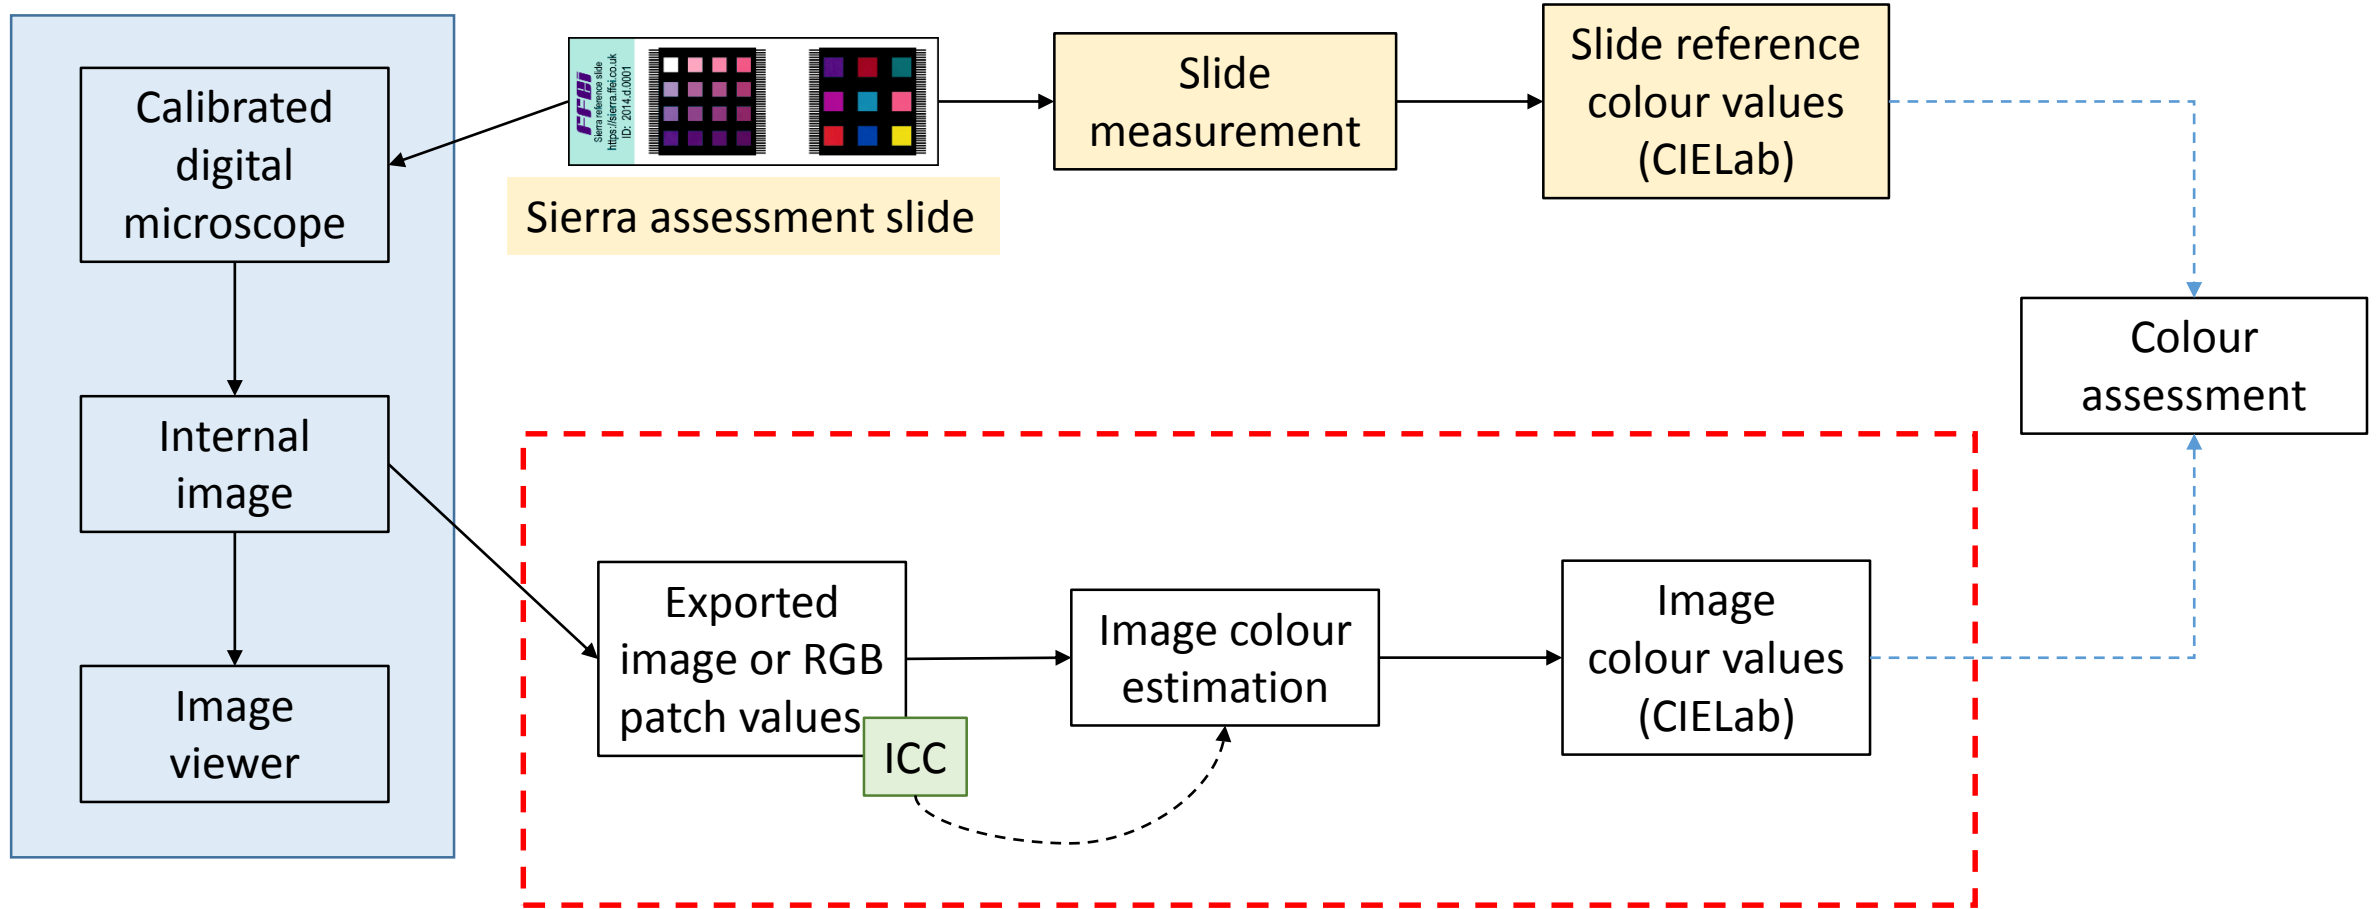 Calibrated
digital
microscope
FFEI
Sierra reference slide
https://sierra.ffei.co.uk
ID: 2014.d.0001
Sierra assessment slide
Slide
measurement
Slide reference
colour values
(CIELab)
Colour
assessment
Internal
image
Image
viewer
Exported
image or RGB
patch values
ICC
Image colour
estimation
Image
colour values
(CIELab)